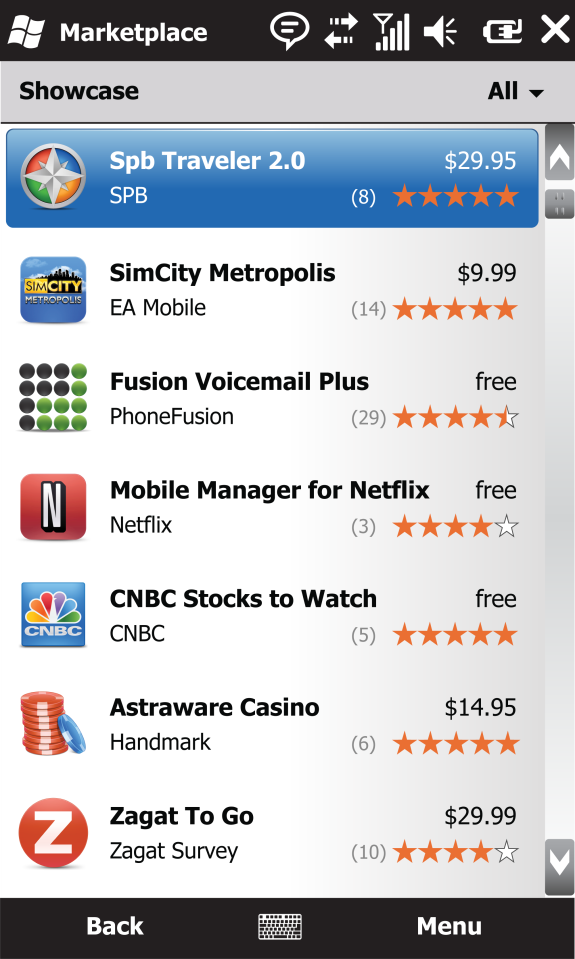 Marketplace
Showcase All
Spb Traveler 2.0 $29.95
SPB (8)
SIMCITY
METROPOLIS
SimCity Metropolis $9.99
EA Mobile (14)
Fusion Voicemail Plus free
PhoneFusion (29)
N
Mobile Manager for Netflix free
Netflix (3)
CNBC
CNBC Stocks to Watch free
CNBC (5)
Astraware Casino $14.95
Handmark (6)
Z
Zagat To Go $29.99
Zagat Survey (10)
Back Menu